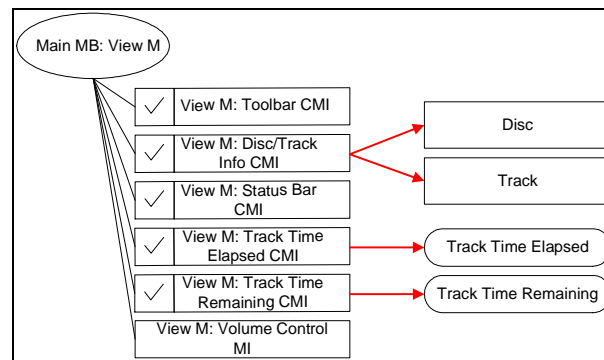 Main MB: View M
View M: Toolbar CMI
View M: Disc/Track
Info CMI
Disc
Track
View M: Status Bar
CMI
View M: Track Time
Elapsed CMI
Track Time Elapsed
View M: Track Time
Remaining CMI
Track Time Remaining
View M: Volume Control
MI